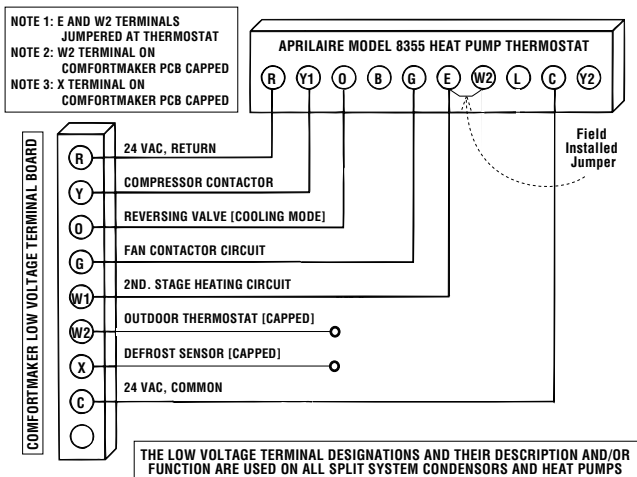 NOTE 1: E AND W2 TERMINALS
JUMPERED AT THERMOSTAT
NOTE 2: W2 TERMINAL ON
COMFORTMAKER PCB CAPPED
NOTE 3: X TERMINAL ON
COMFORTMAKER PCB CAPPED
APRILAIRE MODEL 8355 HEAT PUMP THERMOSTAT
R Y1 O B G E W2 L C Y2
Field
Installed
Jumper
COMFORTMAKER LOW VOLTAGE TERMINAL BOARD
R 24 VAC, RETURN
Y COMPRESSOR CONTACTOR
O REVERSING VALVE [COOLING MODE]
G FAN CONTACTOR CIRCUIT
W1 2ND. STAGE HEATING CIRCUIT
W2 OUTDOOR THERMOSTAT [CAPPED]
X DEFROST SENSOR [CAPPED]
C 24 VAC, COMMON
THE LOW VOLTAGE TERMINAL DESIGNATIONS AND THEIR DESCRIPTION AND/OR
FUNCTION ARE USED ON ALL SPLIT SYSTEM CONDENSORS AND HEAT PUMPS